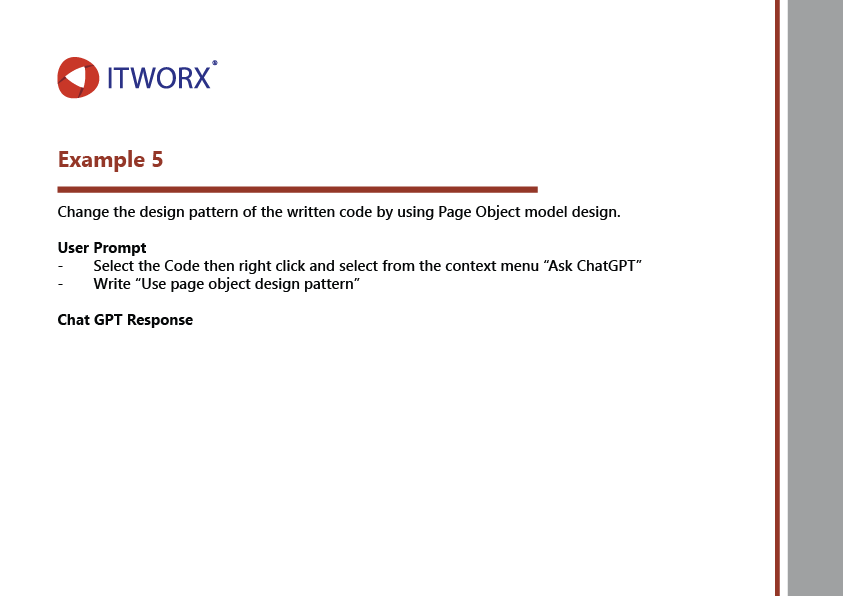 ITWORX®
Example 5
Change the design pattern of the written code by using Page Object model design.
User Prompt
- Select the Code then right click and select from the context menu “Ask ChatGPT”
- Write “Use page object design pattern”
Chat GPT Response